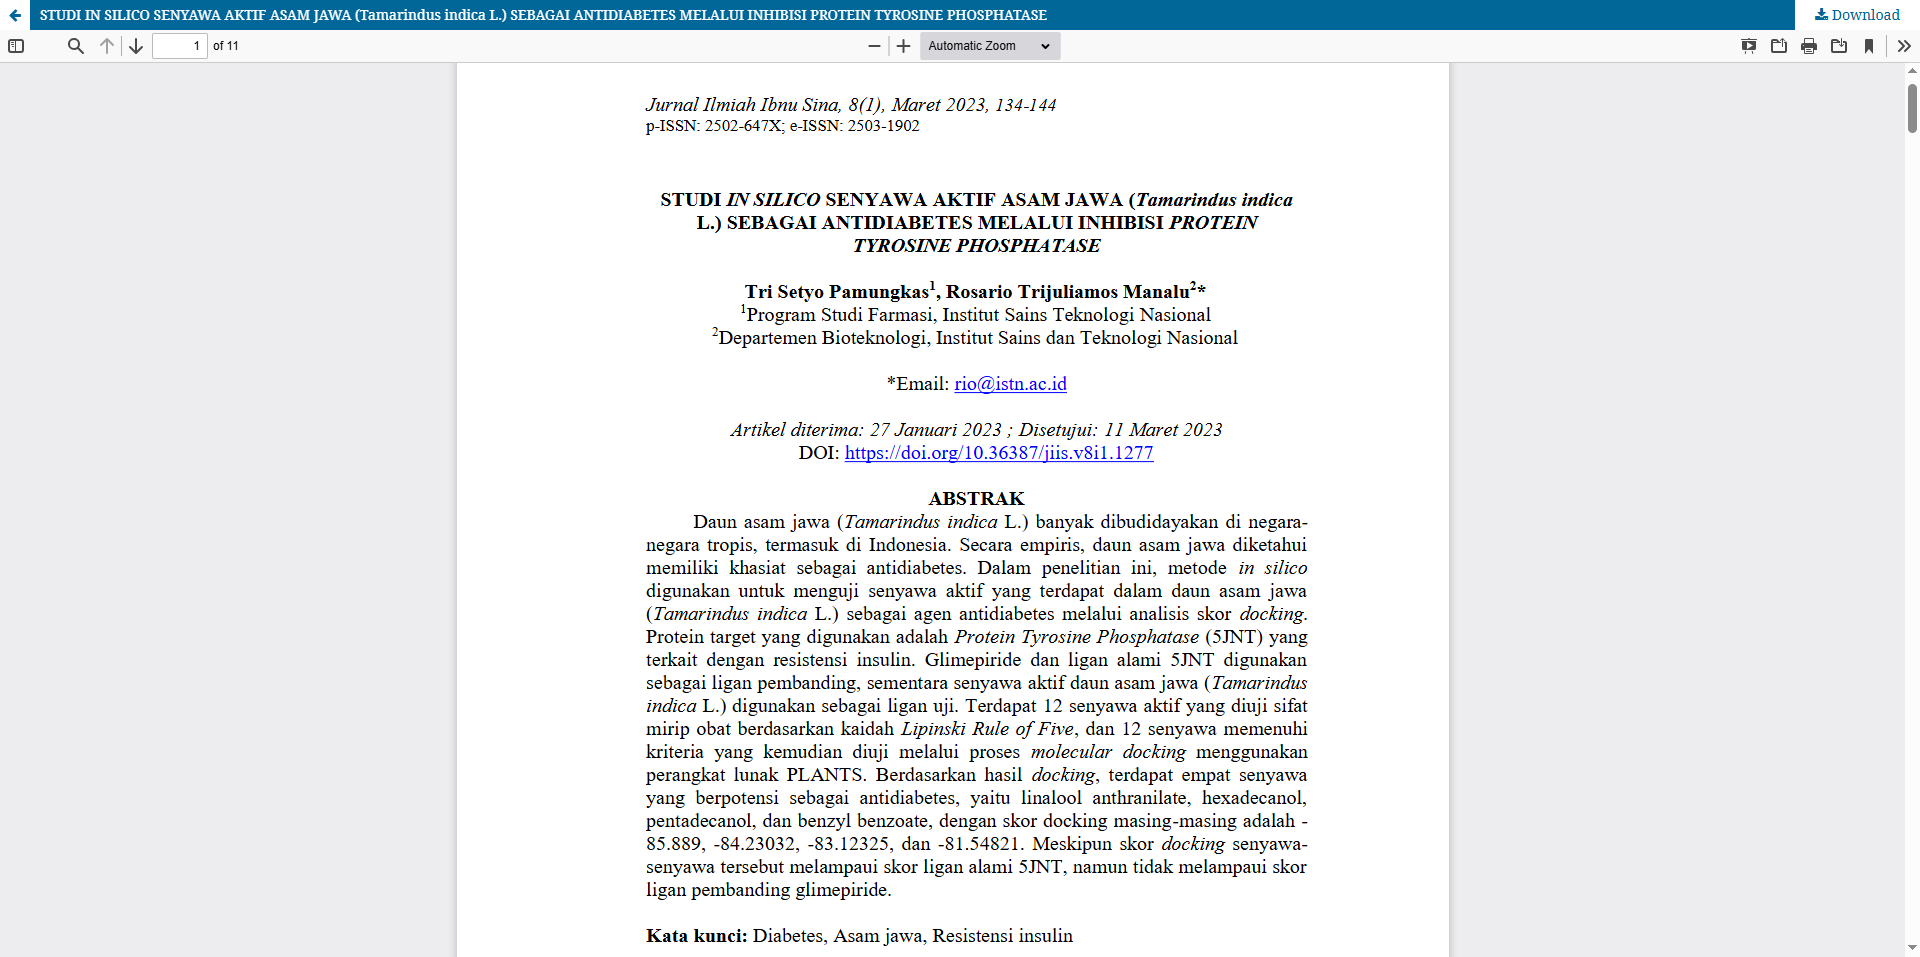 STUDI IN SILICO SENYAWA AKTIF ASAM JAWA (Tamarindus indica L.) SEBAGAI ANTIDIABETES MELALUI INHIBISI PROTEIN TYROSINE PHOSPHATASE
Download
1 of 11
Automatic Zoom
Jurnal Ilmiah Ibnu Sina, 8(1), Maret 2023, 134-144
p-ISSN: 2502-647X; e-ISSN: 2503-1902
STUDI IN SILICO SENYAWA AKTIF ASAM JAWA (Tamarindus indica
L.) SEBAGAI ANTIDIABETES MELALUI INHIBISI PROTEIN
TYROSINE PHOSPHATASE
Tri Setyo Pamungkas1, Rosario Trijuliamos Manalu2*
1Program Studi Farmasi, Institut Sains Teknologi Nasional
2Departemen Bioteknologi, Institut Sains dan Teknologi Nasional
*Email: rio@istn.ac.id
Artikel diterima: 27 Januari 2023 ; Disetujui: 11 Maret 2023
DOI: https://doi.org/10.36387/jiis.v8i1.1277
ABSTRAK
Daun asam jawa (Tamarindus indica L.) banyak dibudidayakan di negara-
negara tropis, termasuk di Indonesia. Secara empiris, daun asam jawa diketahui
memiliki khasiat sebagai antidiabetes. Dalam penelitian ini, metode in silico
digunakan untuk menguji senyawa aktif yang terdapat dalam daun asam jawa
(Tamarindus indica L.) sebagai agen antidiabetes melalui analisis skor docking.
Protein target yang digunakan adalah Protein Tyrosine Phosphatase (5JNT) yang
terkait dengan resistensi insulin. Glimepiride dan ligan alami 5JNT digunakan
sebagai ligan pembanding, sementara senyawa aktif daun asam jawa (Tamarindus
indica L.) digunakan sebagai ligan uji. Terdapat 12 senyawa aktif yang diuji sifat
mirip obat berdasarkan kaidah Lipinski Rule of Five, dan 12 senyawa memenuhi
kriteria yang kemudian diuji melalui proses molecular docking menggunakan
perangkat lunak PLANTS. Berdasarkan hasil docking, terdapat empat senyawa
yang berpotensi sebagai antidiabetes, yaitu linalool anthranilate, hexadecanol,
pentadecanol, dan benzyl benzoate, dengan skor docking masing-masing adalah -
85.889, -84.23032, -83.12325, dan -81.54821. Meskipun skor docking senyawa-
senyawa tersebut melampaui skor ligan alami 5JNT, namun tidak melampaui skor
ligan pembanding glimepiride.
Kata kunci: Diabetes, Asam jawa, Resistensi insulin